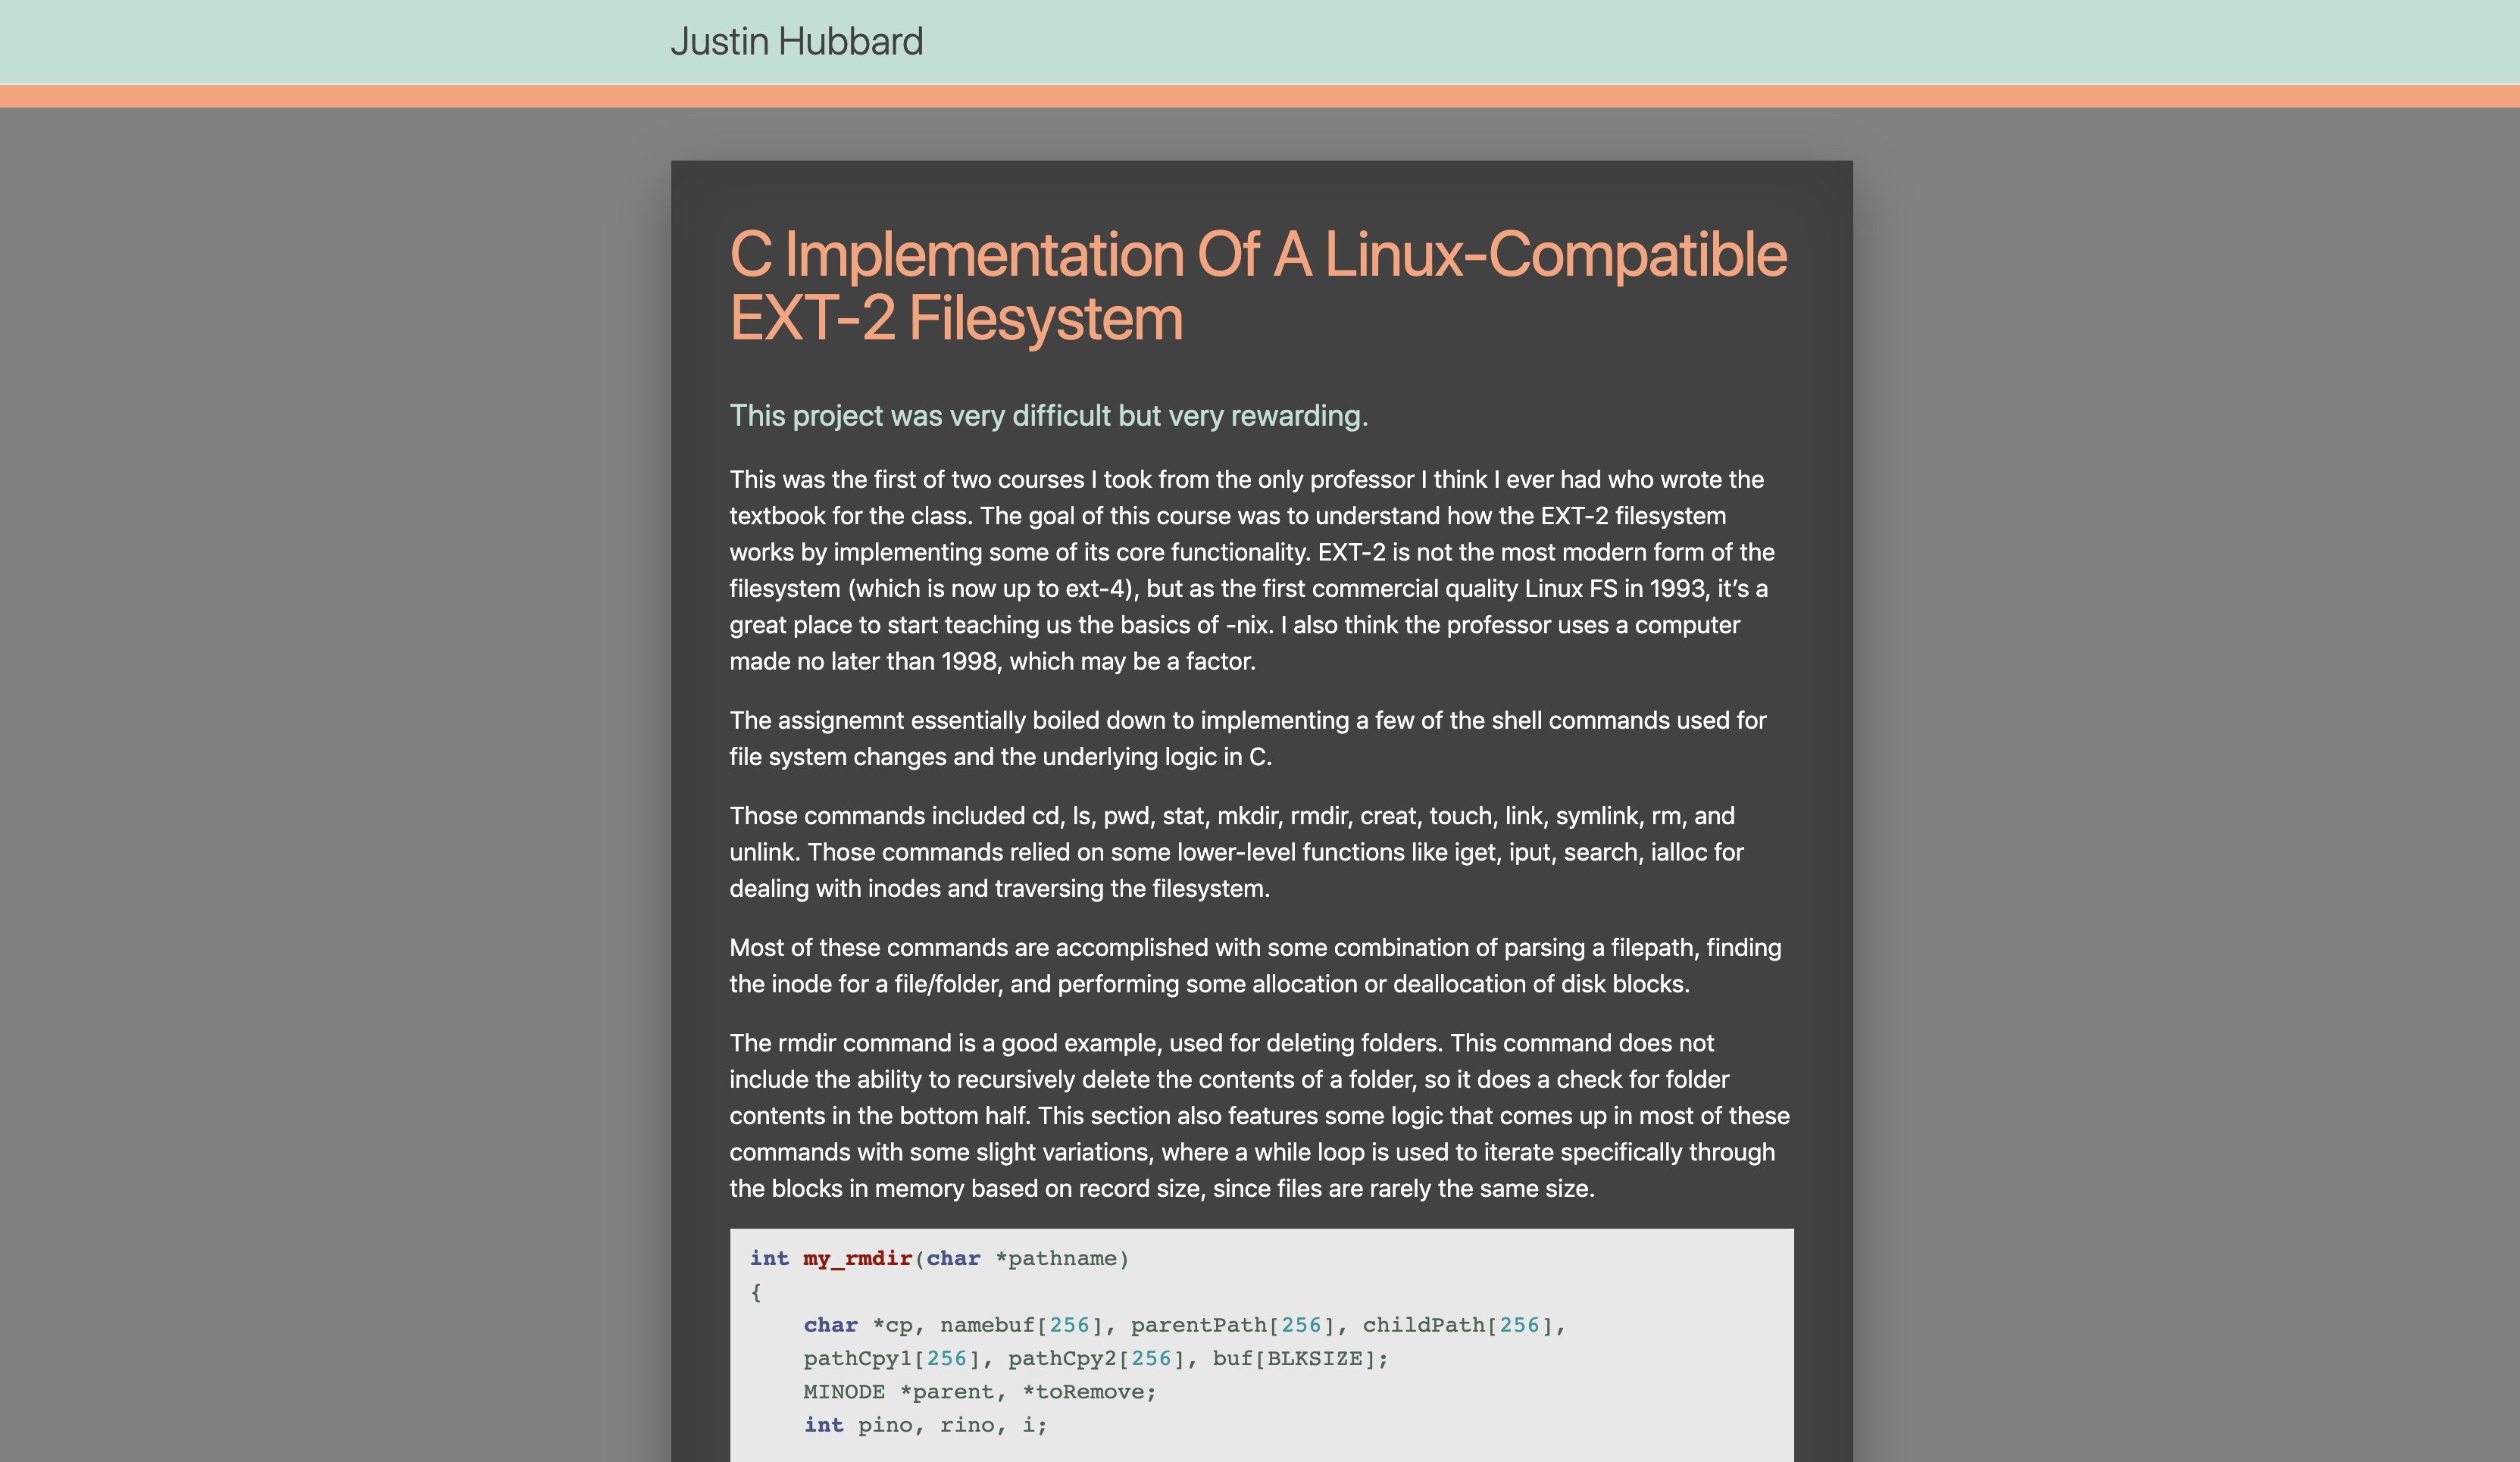 Justin Hubbard
C Implementation Of A Linux-Compatible
EXT-2 Filesystem
This project was very difficult but very rewarding.
This was the first of two courses I took from the only professor I think I ever had who wrote the
textbook for the class. The goal of this course was to understand how the EXT-2 filesystem
works by implementing some of its core functionality. EXT-2 is not the most modern form of the
filesystem (which is now up to ext-4), but as the first commercial quality Linux FS in 1993, it’s a
great place to start teaching us the basics of -nix. I also think the professor uses a computer
made no later than 1998, which may be a factor.
The assignemnt essentially boiled down to implementing a few of the shell commands used for
file system changes and the underlying logic in C.
Those commands included cd, ls, pwd, stat, mkdir, rmdir, creat, touch, link, symlink, rm, and
unlink. Those commands relied on some lower-level functions like iget, iput, search, ialloc for
dealing with inodes and traversing the filesystem.
Most of these commands are accomplished with some combination of parsing a filepath, finding
the inode for a file/folder, and performing some allocation or deallocation of disk blocks.
The rmdir command is a good example, used for deleting folders. This command does not
include the ability to recursively delete the contents of a folder, so it does a check for folder
contents in the bottom half. This section also features some logic that comes up in most of these
commands with some slight variations, where a while loop is used to iterate specifically through
the blocks in memory based on record size, since files are rarely the same size.
int my_rmdir(char *pathname)
{
    char *cp, namebuf[256], parentPath[256], childPath[256],
    pathCpy1[256], pathCpy2[256], buf[BLKSIZE];
    MINODE *parent, *toRemove;
    int pino, rino, i;